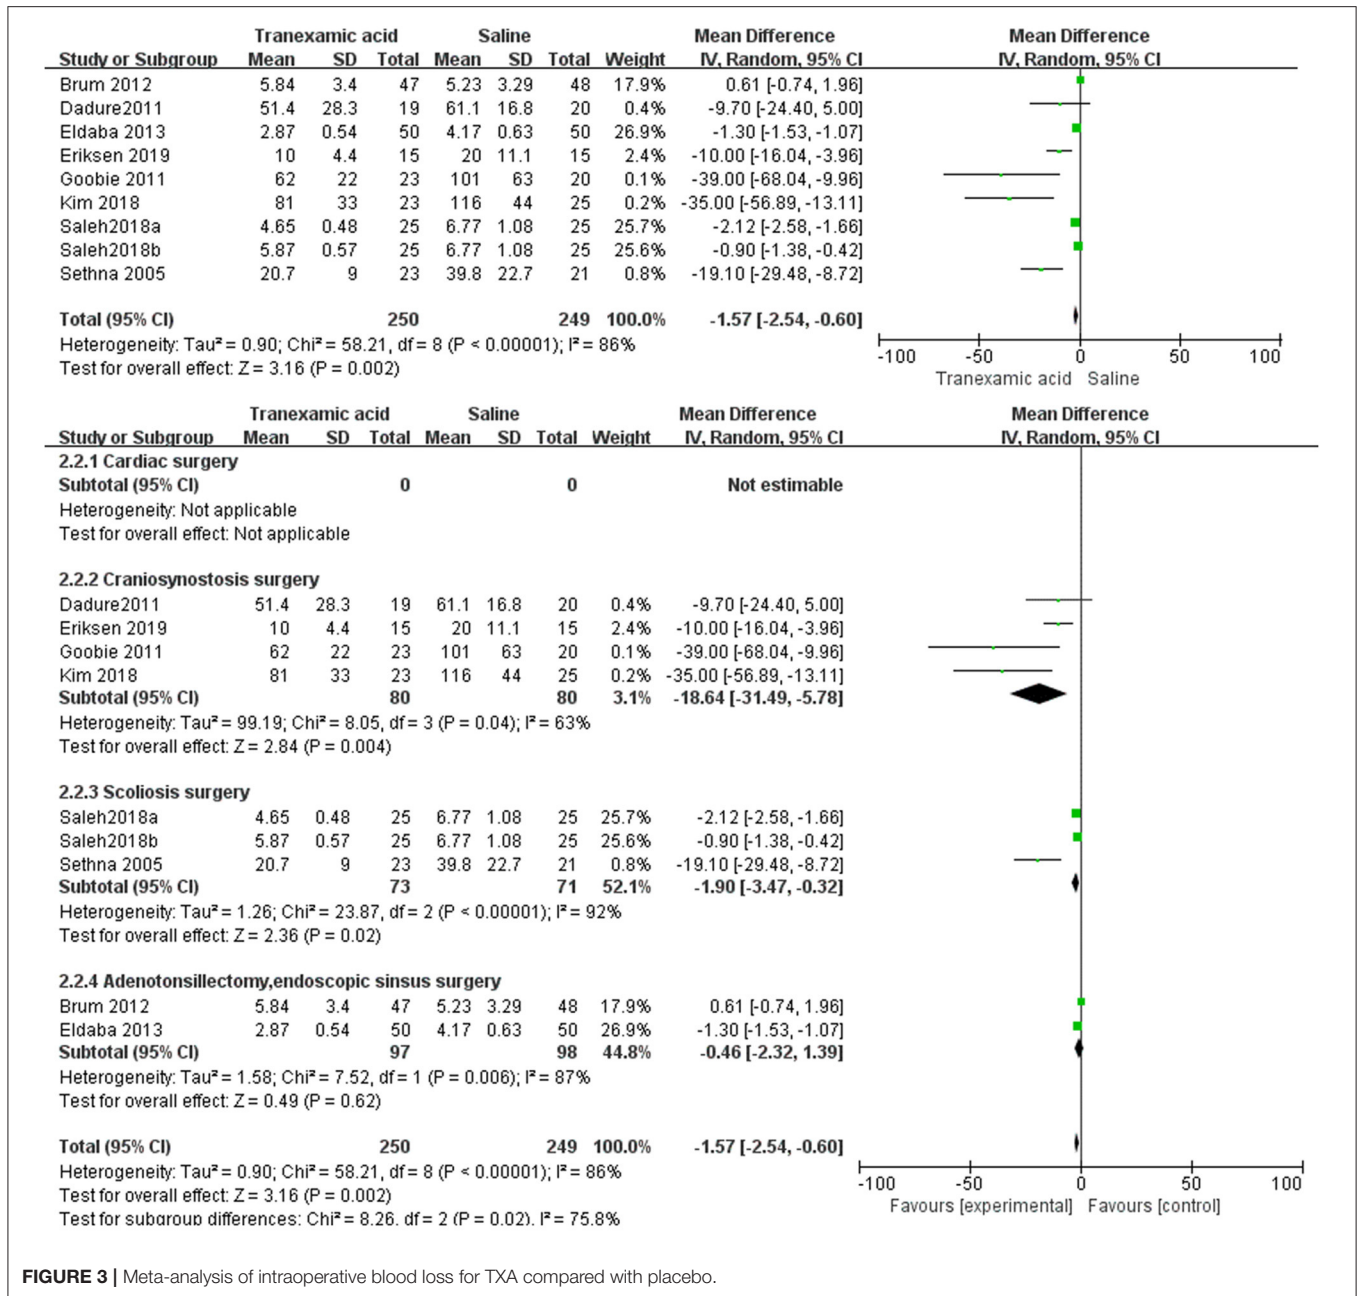 Tranexamic acid Saline Mean Difference Mean Difference
Study or Subgroup Mean SD Total Mean SD Total Weight IV, Random, 95% CI IV, Random, 95% CI
Brum 2012 5.84 3.4 47 5.23 3.29 48 17.9% 0.61 [-0.74, 1.96]
Dadure2011 51.4 28.3 19 61.1 16.8 20 0.4% -9.70 [-24.40, 5.00]
Eldaba 2013 2.87 0.54 50 4.17 0.63 50 26.9% -1.30 [-1.53, -1.07]
Eriksen 2019 10 4.4 15 20 11.1 15 2.4% -10.00 [-16.04, -3.96]
Goobie 2011 62 22 23 101 63 20 0.1% -39.00 [-68.04, -9.96]
Kim 2018 81 33 23 116 44 25 0.2% -35.00 [-56.89, -13.11]
Saleh2018a 4.65 0.48 25 6.77 1.08 25 25.7% -2.12 [-2.58, -1.66]
Saleh2018b 5.87 0.57 25 6.77 1.08 25 25.6% -0.90 [-1.38, -0.42]
Sethna 2005 20.7 9 23 39.8 22.7 21 0.8% -19.10 [-29.48, -8.72]
Total (95% CI) 250 249 100.0% -1.57 [-2.54, -0.60]
Heterogeneity: Tau² = 0.90; Chi² = 58.21, df = 8 (P < 0.00001); I² = 86%
Test for overall effect: Z = 3.16 (P = 0.002)
-100 -50 0 50 100
Tranexamic acid Saline
Tranexamic acid Saline Mean Difference Mean Difference
Study or Subgroup Mean SD Total Mean SD Total Weight IV, Random, 95% CI IV, Random, 95% CI
2.2.1 Cardiac surgery
Subtotal (95% CI) 0 0 Not estimable
Heterogeneity: Not applicable
Test for overall effect: Not applicable
2.2.2 Craniosynostosis surgery
Dadure2011 51.4 28.3 19 61.1 16.8 20 0.4% -9.70 [-24.40, 5.00]
Eriksen 2019 10 4.4 15 20 11.1 15 2.4% -10.00 [-16.04, -3.96]
Goobie 2011 62 22 23 101 63 20 0.1% -39.00 [-68.04, -9.96]
Kim 2018 81 33 23 116 44 25 0.2% -35.00 [-56.89, -13.11]
Subtotal (95% CI) 80 80 3.1% -18.64 [-31.49, -5.78]
Heterogeneity: Tau² = 99.19; Chi² = 8.05, df = 3 (P = 0.04); I² = 63%
Test for overall effect: Z = 2.84 (P = 0.004)
2.2.3 Scoliosis surgery
Saleh2018a 4.65 0.48 25 6.77 1.08 25 25.7% -2.12 [-2.58, -1.66]
Saleh2018b 5.87 0.57 25 6.77 1.08 25 25.6% -0.90 [-1.38, -0.42]
Sethna 2005 20.7 9 23 39.8 22.7 21 0.8% -19.10 [-29.48, -8.72]
Subtotal (95% CI) 73 71 52.1% -1.90 [-3.47, -0.32]
Heterogeneity: Tau² = 1.26; Chi² = 23.87, df = 2 (P < 0.00001); I² = 92%
Test for overall effect: Z = 2.36 (P = 0.02)
2.2.4 Adenotonsillectomy,endoscopic sinsus surgery
Brum 2012 5.84 3.4 47 5.23 3.29 48 17.9% 0.61 [-0.74, 1.96]
Eldaba 2013 2.87 0.54 50 4.17 0.63 50 26.9% -1.30 [-1.53, -1.07]
Subtotal (95% CI) 97 98 44.8% -0.46 [-2.32, 1.39]
Heterogeneity: Tau² = 1.58; Chi² = 7.52, df = 1 (P = 0.006); I² = 87%
Test for overall effect: Z = 0.49 (P = 0.62)
Total (95% CI) 250 249 100.0% -1.57 [-2.54, -0.60]
Heterogeneity: Tau² = 0.90; Chi² = 58.21, df = 8 (P < 0.00001); I² = 86%
Test for overall effect: Z = 3.16 (P = 0.002)
Test for subgroup differences: Chi² = 8.26, df = 2 (P = 0.02), I² = 75.8%
-100 -50 0 50 100
Favours [experimental] Favours [control]
FIGURE 3 | Meta-analysis of intraoperative blood loss for TXA compared with placebo.